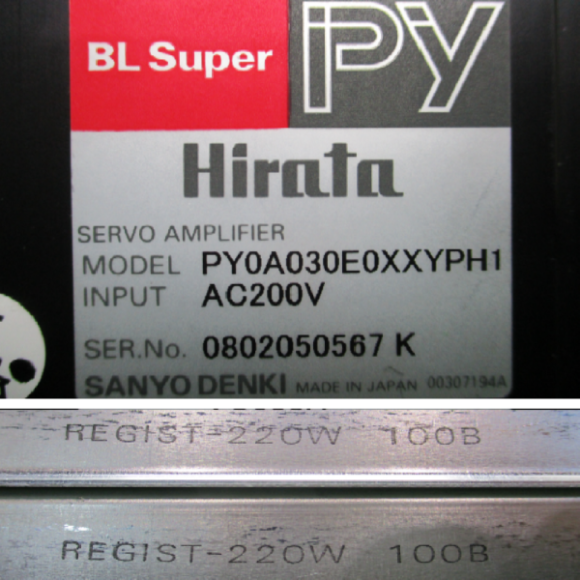 BL Super PY
Hirata
SERVO AMPLIFIER
MODEL PY0A030E0XXYPH1
INPUT AC200V
SER.No. 0802050567 K
SANYO DENKI MADE IN JAPAN 00307194A
REGIST-220W 100B
REGIST-220W 100B